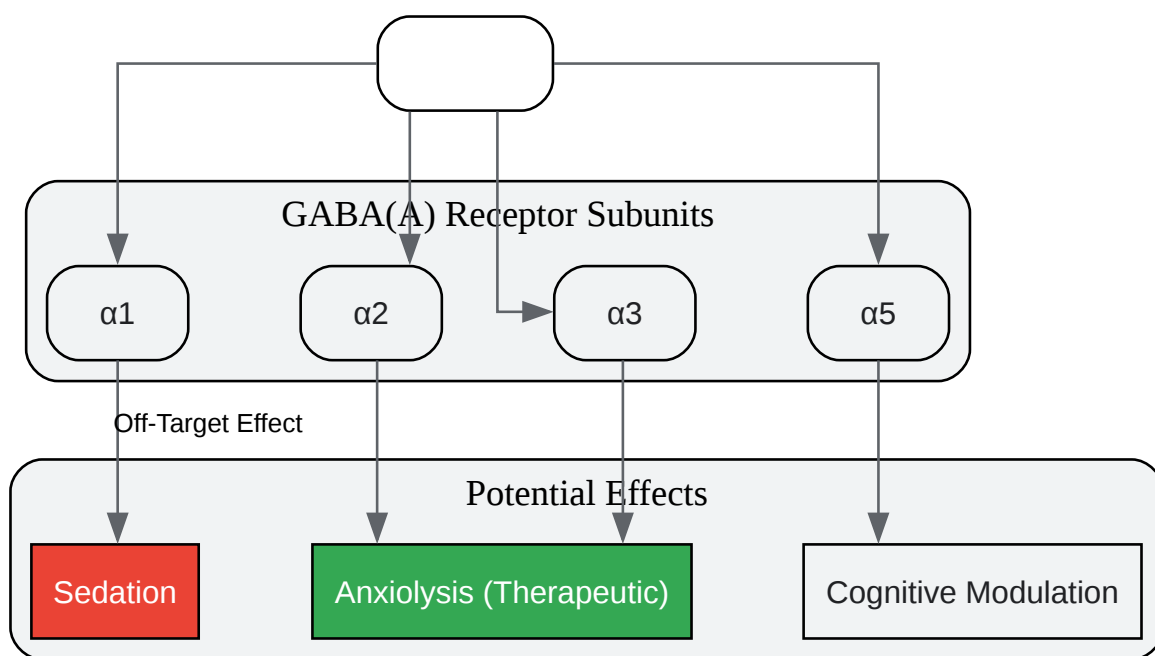 GABA(A) Receptor Subunits
α1
α2
α3
α5
Off-Target Effect
Potential Effects
Sedation
Anxiolysis (Therapeutic)
Cognitive Modulation